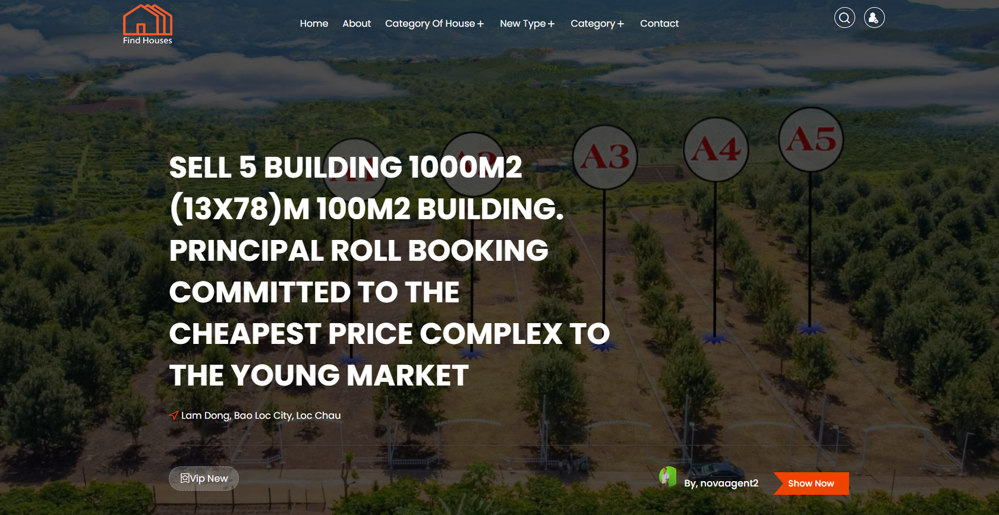 Find Houses
Home About Category Of House + New Type + Category + Contact
A1 A2 A3 A4 A5
SELL 5 BUILDING 1000M2
(13X78)M 100M2 BUILDING.
PRINCIPAL ROLL BOOKING
COMMITTED TO THE
CHEAPEST PRICE COMPLEX TO
THE YOUNG MARKET
Lam Dong, Bao Loc City, Loc Chau
Vip New
By, novaagent2
Show Now